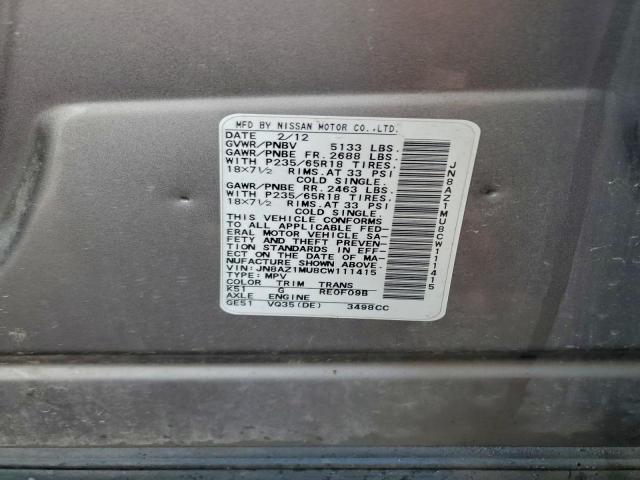 MFD BY NISSAN MOTOR CO.,LTD.
DATE 2/12
GVWR/PNBV 5133 LBS.
GAWR/PNBE FR. 2688 LBS.
WITH P235/65R18 TIRES.
18×7½ RIMS.AT 33 PSI
COLD SINGLE.
GAWR/PNBE RR. 2463 LBS.
WITH P235/65R18 TIRES.
18×7½ RIMS.AT 33 PSI
COLD SINGLE.
THIS VEHICLE CONFORMS
TO ALL APPLICABLE FED-
ERAL MOTOR VEHICLE SA-
FETY AND THEFT PREVEN-
TION STANDARDS IN EFF-
ECT ON THE DATE OF MA-
NUFACTURE SHOWN ABOVE.
VIN:JN8AZ1MU8CW111415
TYPE:MPV
COLOR TRIM TRANS
K51 G RE0F09B
AXLE ENGINE
GE51 VQ35(DE) 3498CC
JN8AZ1MU8CW111415